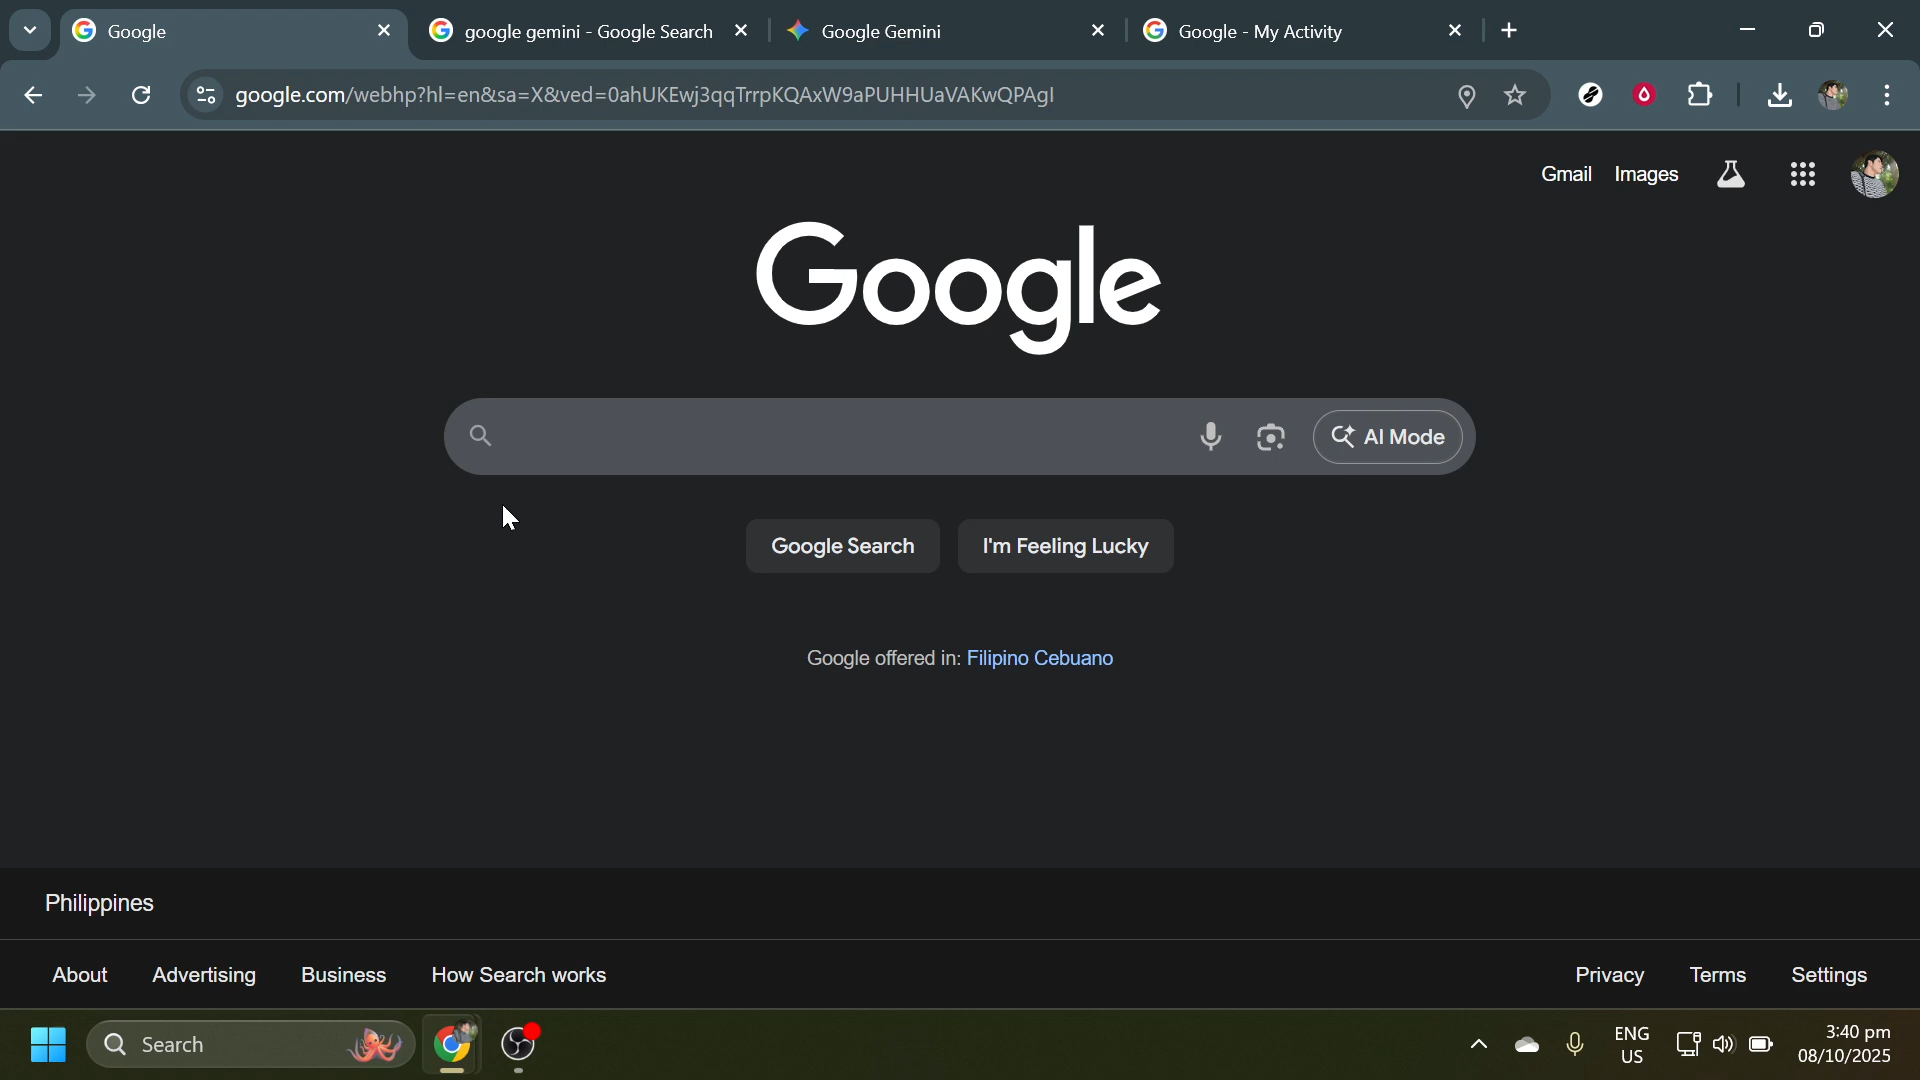 Google
google gemini - Google Search
Google Gemini
Google - My Activity
google.com/webhp?hl=en&sa=X&ved=0ahUKEwj3qqTrrpKQAxW9aPUHHUaVAKwQPAgI
Gmail Images
Google
AI Mode
Google Search
I'm Feeling Lucky
Google offered in: Filipino Cebuano
Philippines
About Advertising Business How Search works
Privacy Terms Settings
Search
ENG
US
3:40 pm
08/10/2025